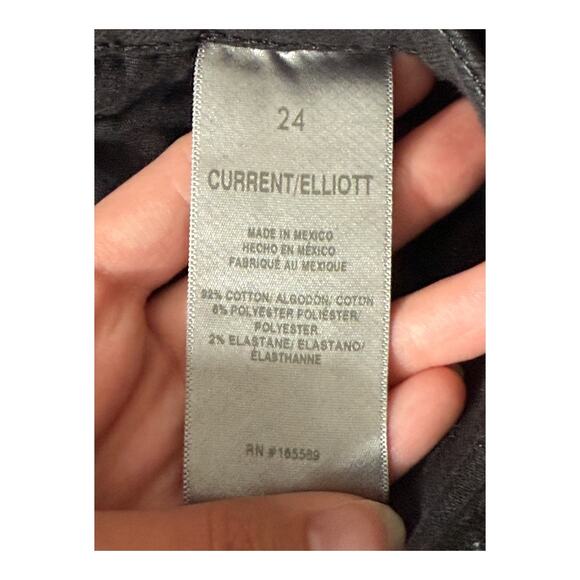 24
CURRENT/ELLIOTT
MADE IN MEXICO
HECHO EN MÉXICO
FABRIQUÉ AU MEXIQUE
92% COTTON/ ALGODÓN/ COTON
6% POLYESTER POLIÉSTER/
POLYESTER
2% ELASTANE/ ELASTANO/
ÉLASTHANNE
RN #165589